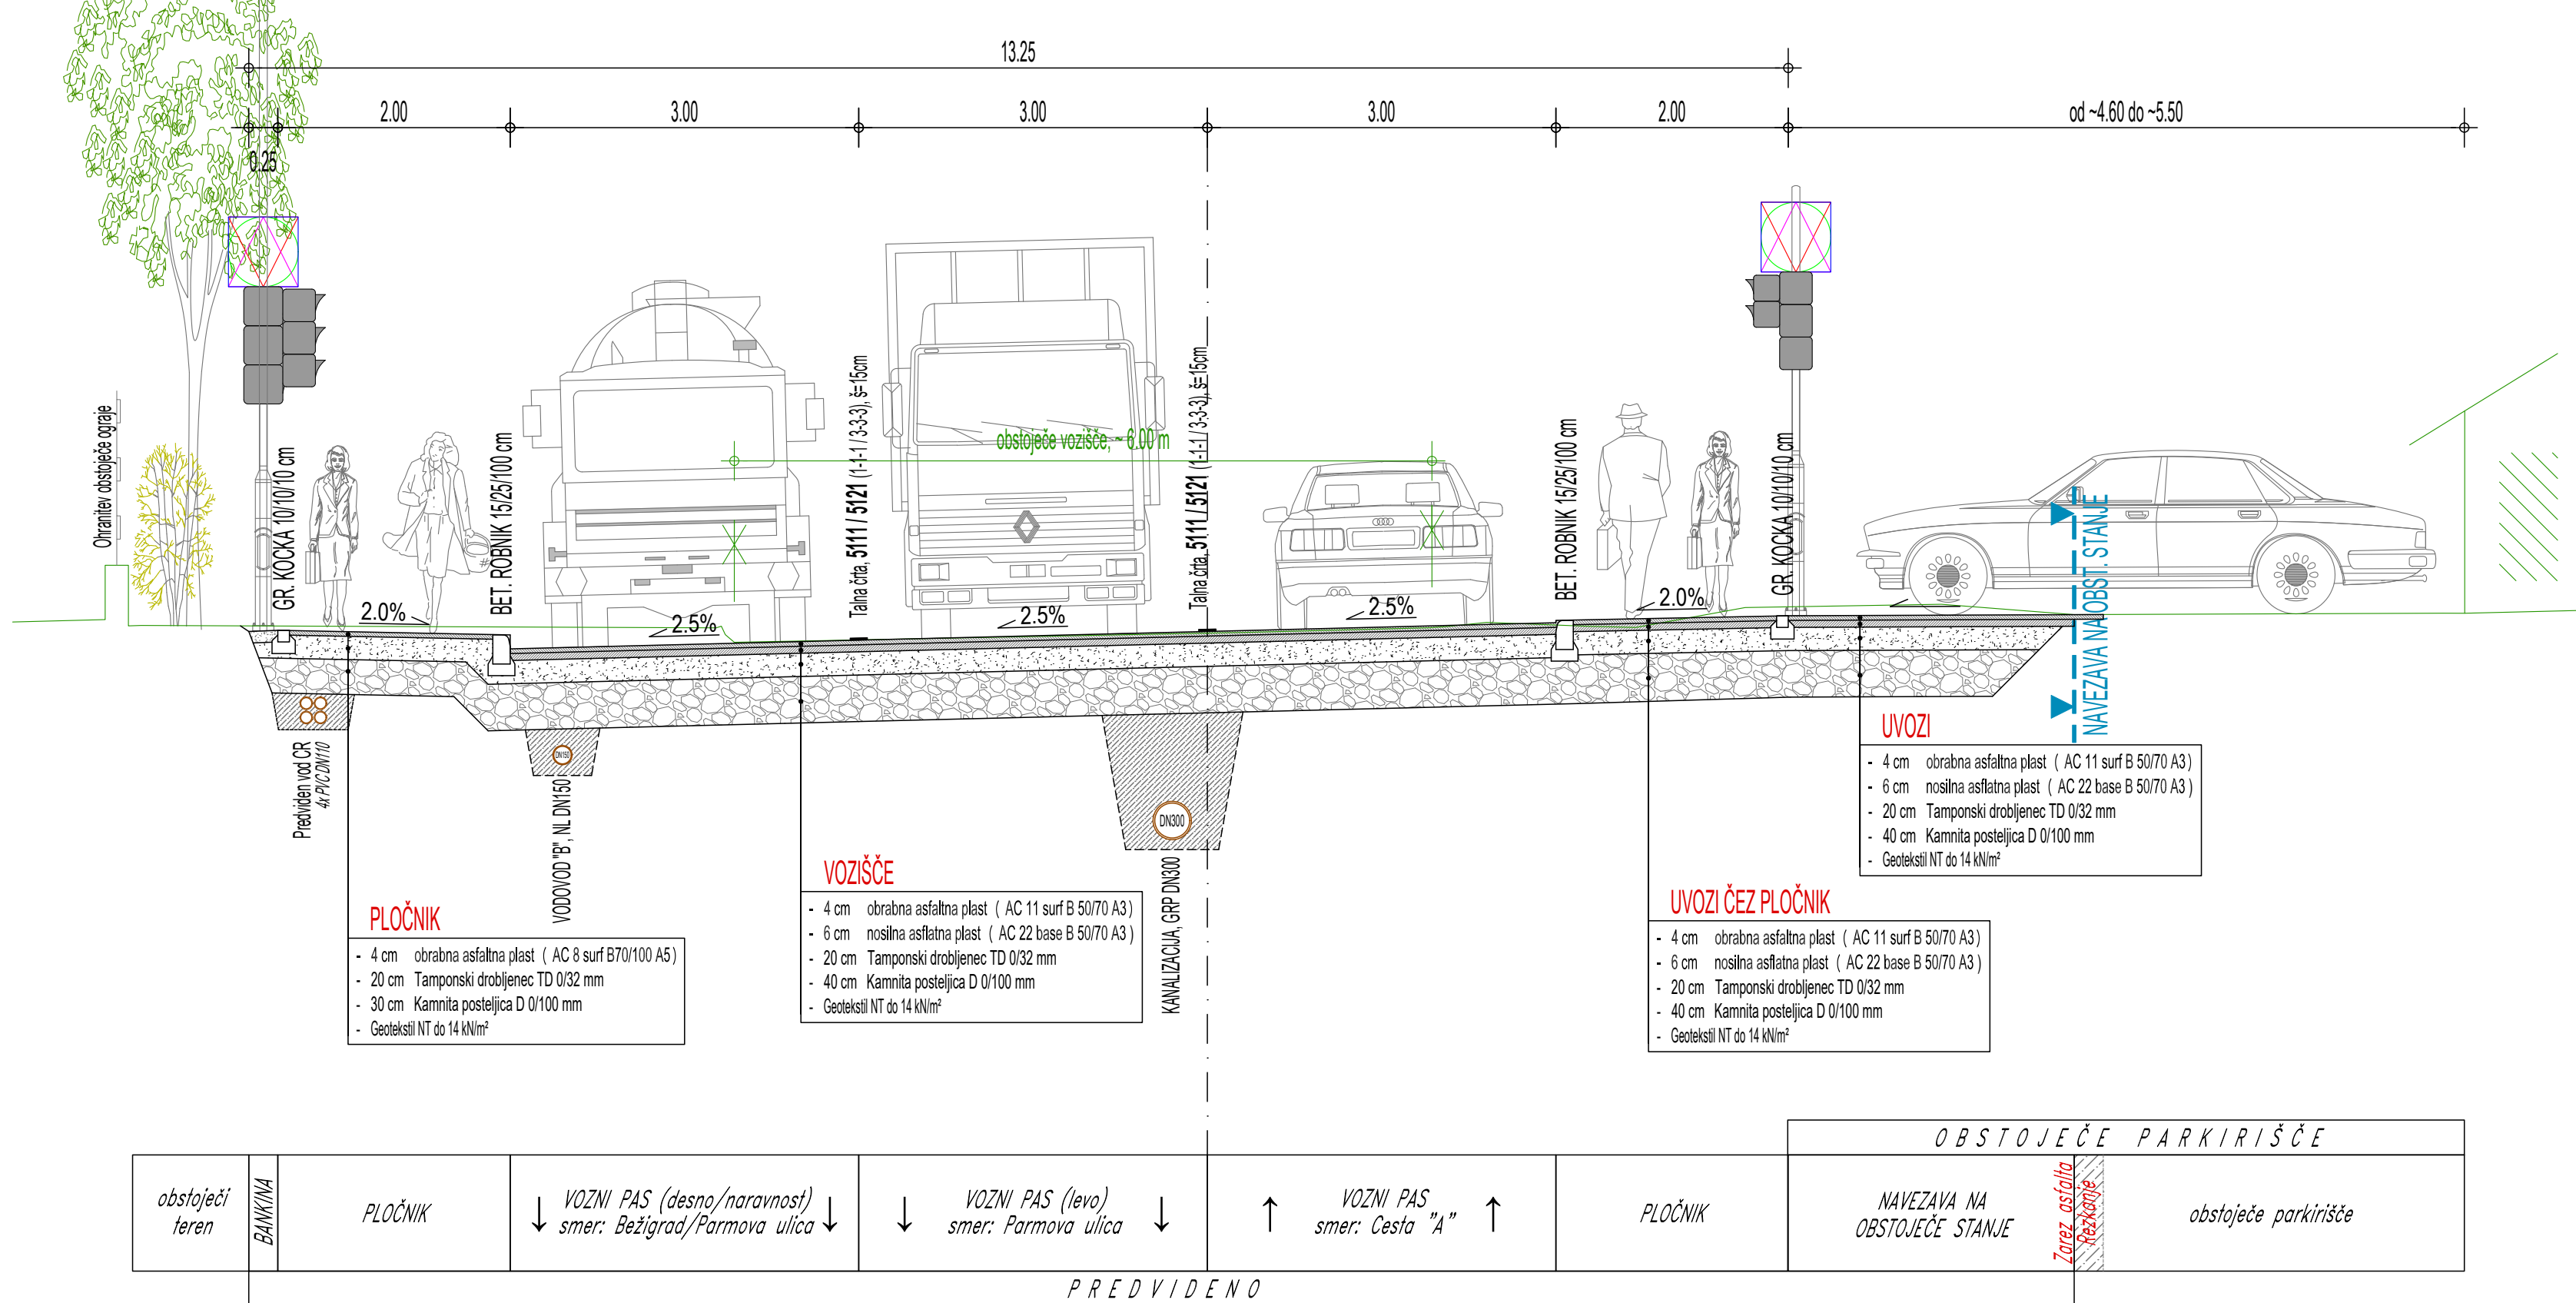 13.25
2.00
3.00
3.00
3.00
2.00
od ~4.60 do ~5.50
0.25
Ohranitev obstoječe ograje
GR. KOCKA 10/10/10 cm
BET. ROBNIK 15/25/100 cm
Talna črta, 5111 / 5121 (1-1-1 / 3-3-3), š=15cm
obstoječe vozišče, ~ 6.00 m
Talna črta, 5111 / 5121 (1-1-1 / 3-3-3), š=15cm
BET. ROBNIK 15/25/100 cm
GR. KOCKA 10/10/10 cm
NAVEZAVA NA OBST. STANJE
2.0%
2.5%
2.5%
2.5%
2.0%
Predviden vod CR
4x PVC DN110
DN150
VODOVOD "B", NL DN150
DN300
KANALIZACIJA, GRP DN300
PLOČNIK
- 4 cm obrabna asfaltna plast ( AC 8 surf B70/100 A5)
- 20 cm Tamponski drobljenec TD 0/32 mm
- 30 cm Kamnita posteljica D 0/100 mm
- Geotekstil NT do 14 kN/m²
VOZIŠČE
- 4 cm obrabna asfaltna plast ( AC 11 surf B 50/70 A3)
- 6 cm nosilna asflatna plast ( AC 22 base B 50/70 A3 )
- 20 cm Tamponski drobljenec TD 0/32 mm
- 40 cm Kamnita posteljica D 0/100 mm
- Geotekstil NT do 14 kN/m²
UVOZI ČEZ PLOČNIK
- 4 cm obrabna asfaltna plast ( AC 11 surf B 50/70 A3)
- 6 cm nosilna asflatna plast ( AC 22 base B 50/70 A3 )
- 20 cm Tamponski drobljenec TD 0/32 mm
- 40 cm Kamnita posteljica D 0/100 mm
- Geotekstil NT do 14 kN/m²
UVOZI
- 4 cm obrabna asfaltna plast ( AC 11 surf B 50/70 A3)
- 6 cm nosilna asflatna plast ( AC 22 base B 50/70 A3 )
- 20 cm Tamponski drobljenec TD 0/32 mm
- 40 cm Kamnita posteljica D 0/100 mm
- Geotekstil NT do 14 kN/m²
OBSTOJEČE PARKIRIŠČE
obstoječi
teren
BANKINA
PLOČNIK
VOZNI PAS (desno/naravnost)
smer: Bežigrad/Parmova ulica
VOZNI PAS (levo)
smer: Parmova ulica
VOZNI PAS
smer: Cesta "A"
PLOČNIK
NAVEZAVA NA
OBSTOJEČE STANJE
Zarez asfalta
Rezkanje
obstoječe parkirišče
PREDVIDENO